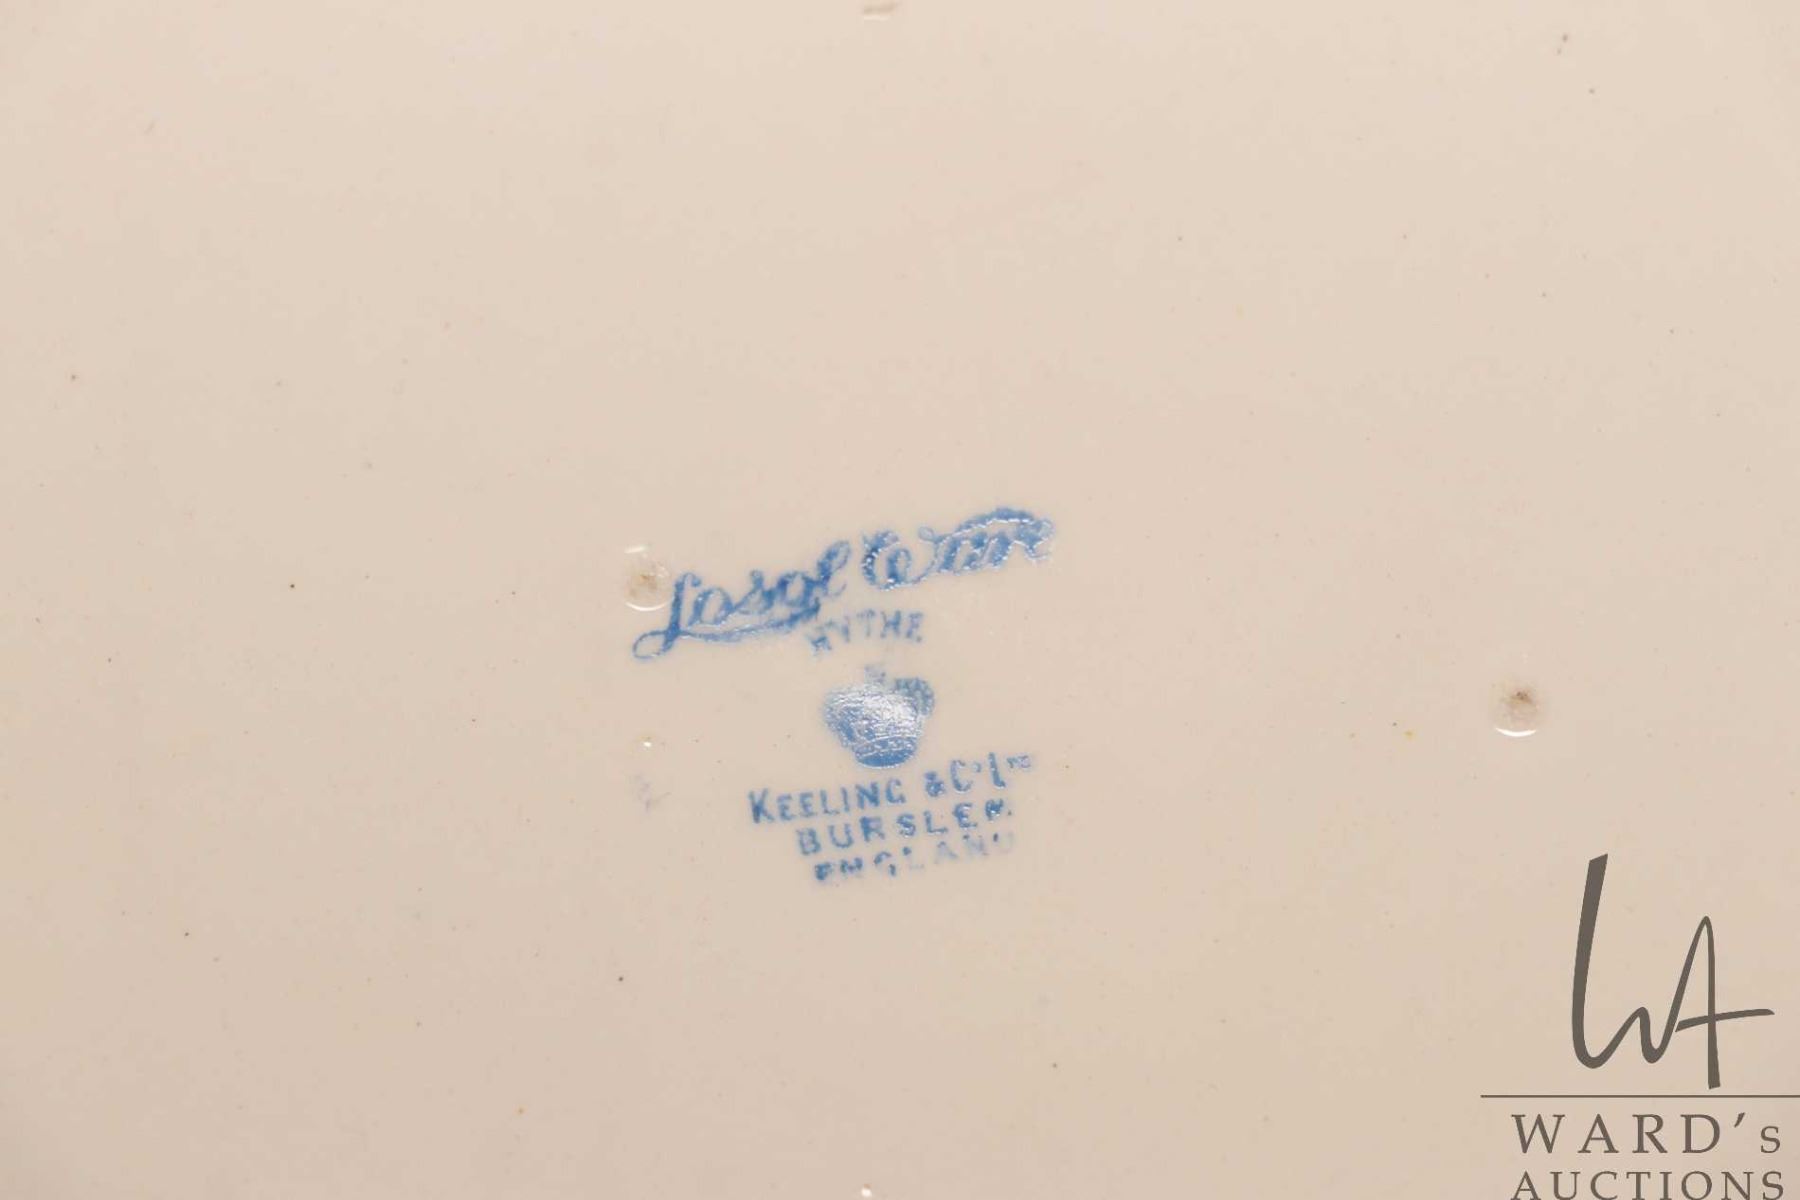 Losol Ware
HYTHE
KEELING & Co LTD
BURSLEM
ENGLAND
WARD's
AUCTIONS